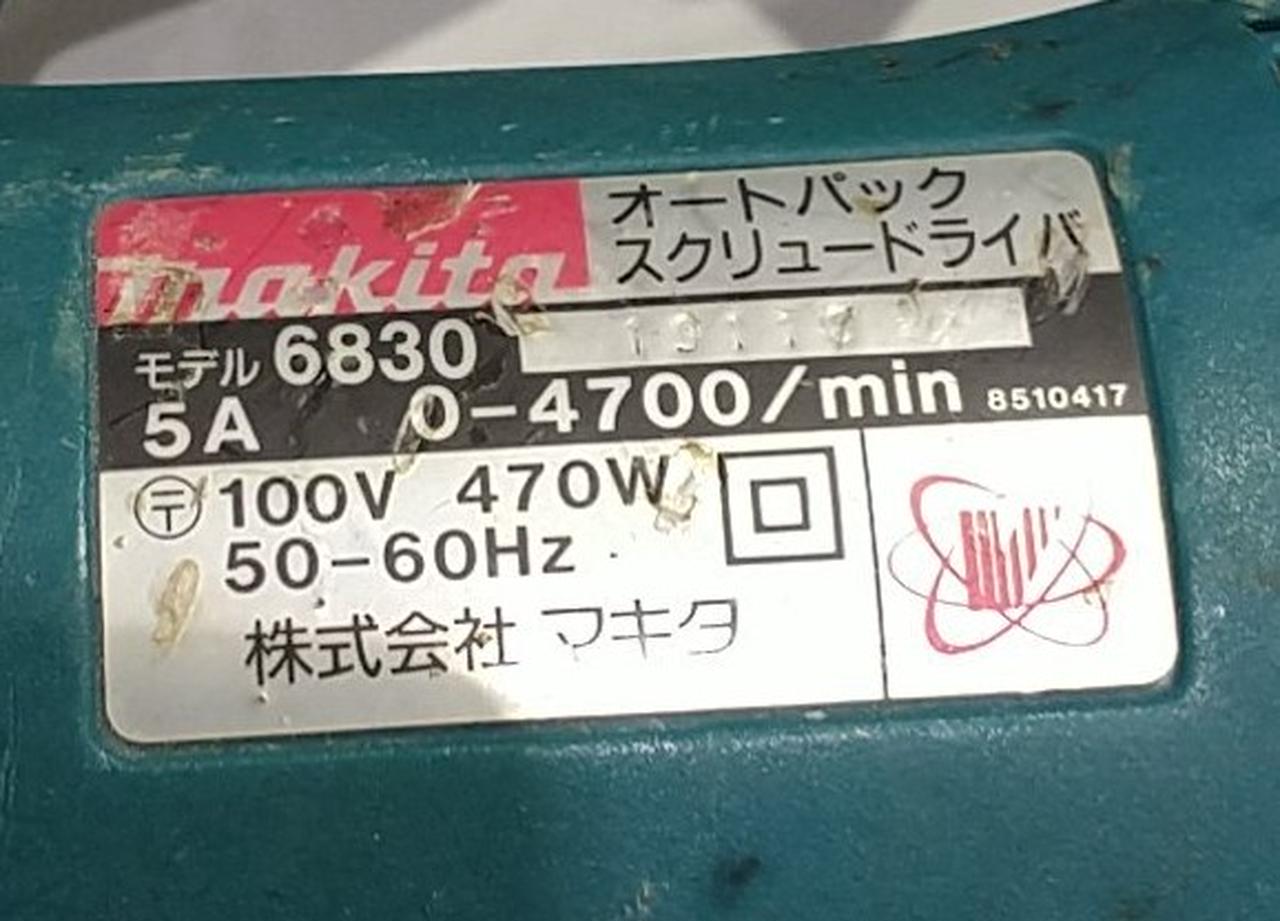 makita
オートパック
スクリュードライバ
モデル 6830
5A 0-4700/min 8510417
〒 100V 470W
50-60Hz
株式会社 マキタ